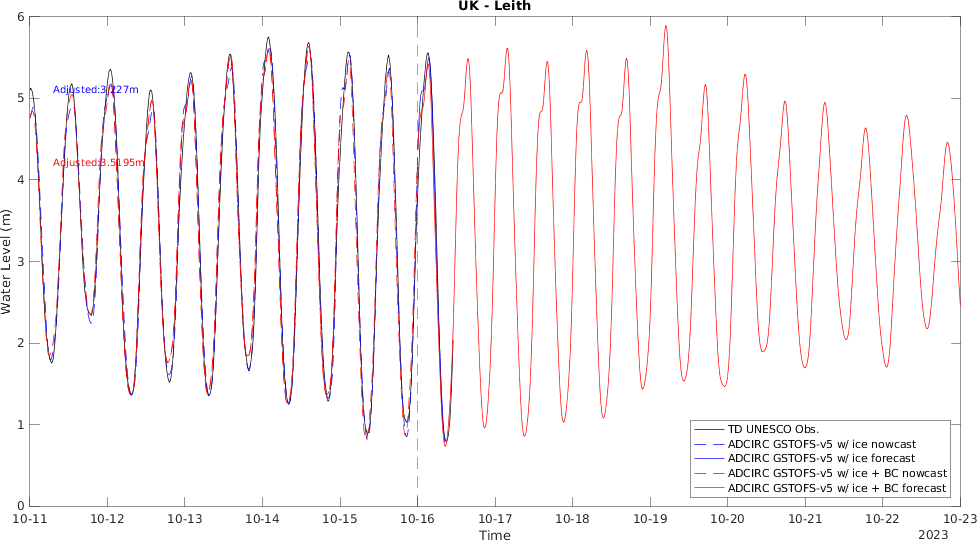 UK - Leith
6
5
4
3
2
1
0
Water Level (m)
Adjusted:3.227m
Adjusted:3.5195m
TD UNESCO Obs.
ADCIRC GSTOFS-v5 w/ ice nowcast
ADCIRC GSTOFS-v5 w/ ice forecast
ADCIRC GSTOFS-v5 w/ ice + BC nowcast
ADCIRC GSTOFS-v5 w/ ice + BC forecast
10-11 10-12 10-13 10-14 10-15 10-16 10-17 10-18 10-19 10-20 10-21 10-22 10-23
Time
2023